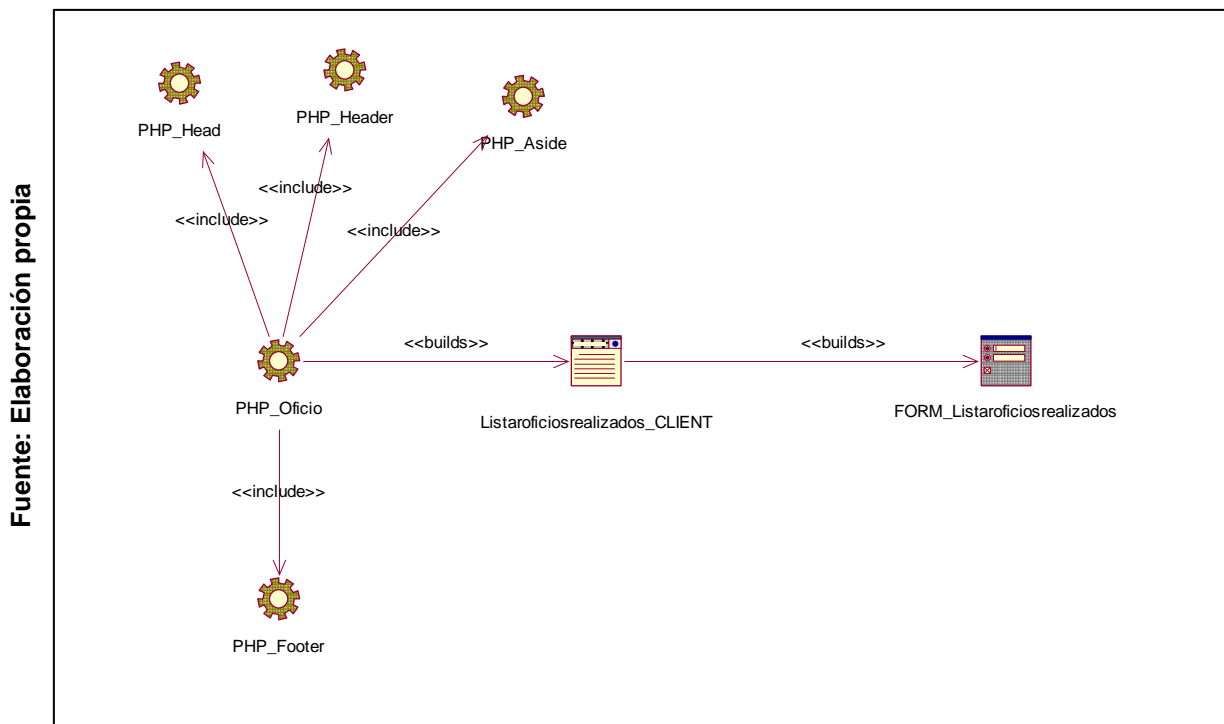 Fuente: Elaboración propia
PHP_Head
PHP_Header
PHP_Aside
<<include>>
<<include>>
<<include>>
<<builds>>
<<builds>>
PHP_Oficio
Listaroficiosrealizados_CLIENT
FORM_Listaroficiosrealizados
<<include>>
PHP_Footer